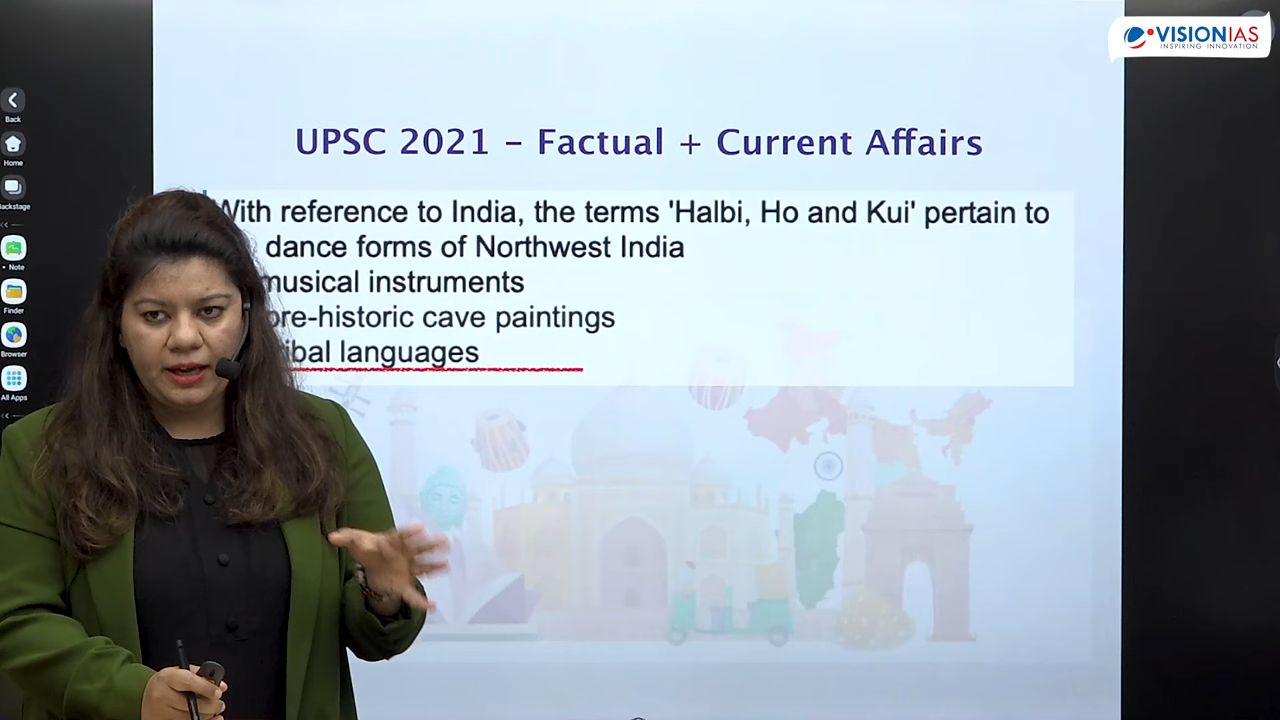 VISIONIAS
INSPIRING INNOVATION
UPSC 2021 – Factual + Current Affairs
With reference to India, the terms 'Halbi, Ho and Kui' pertain to
dance forms of Northwest India
musical instruments
pre-historic cave paintings
tribal languages
Back
Home
Backstage
Note
Finder
Browser
All Apps